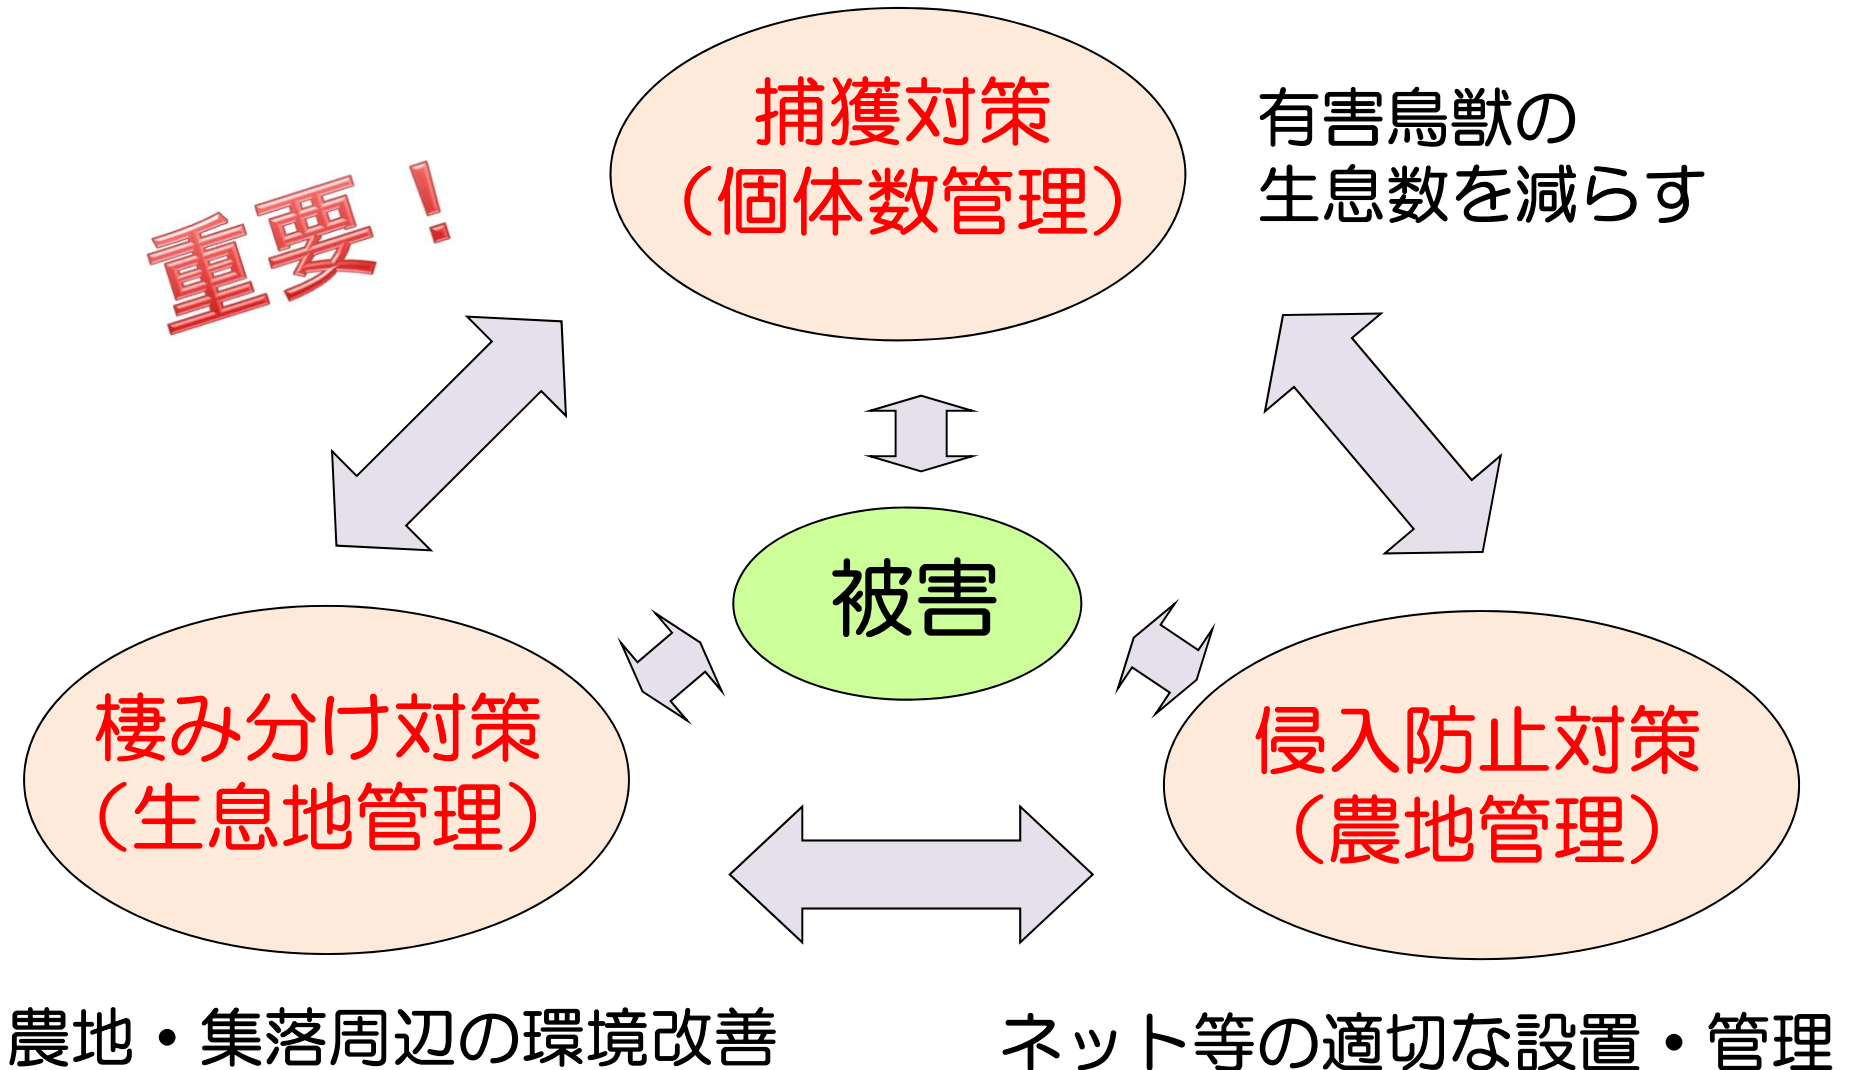 捕獲対策
（個体数管理）
有害鳥獣の
生息数を減らす
重要！
被害
棲み分け対策
（生息地管理）
侵入防止対策
（農地管理）
農地・集落周辺の環境改善
ネット等の適切な設置・管理